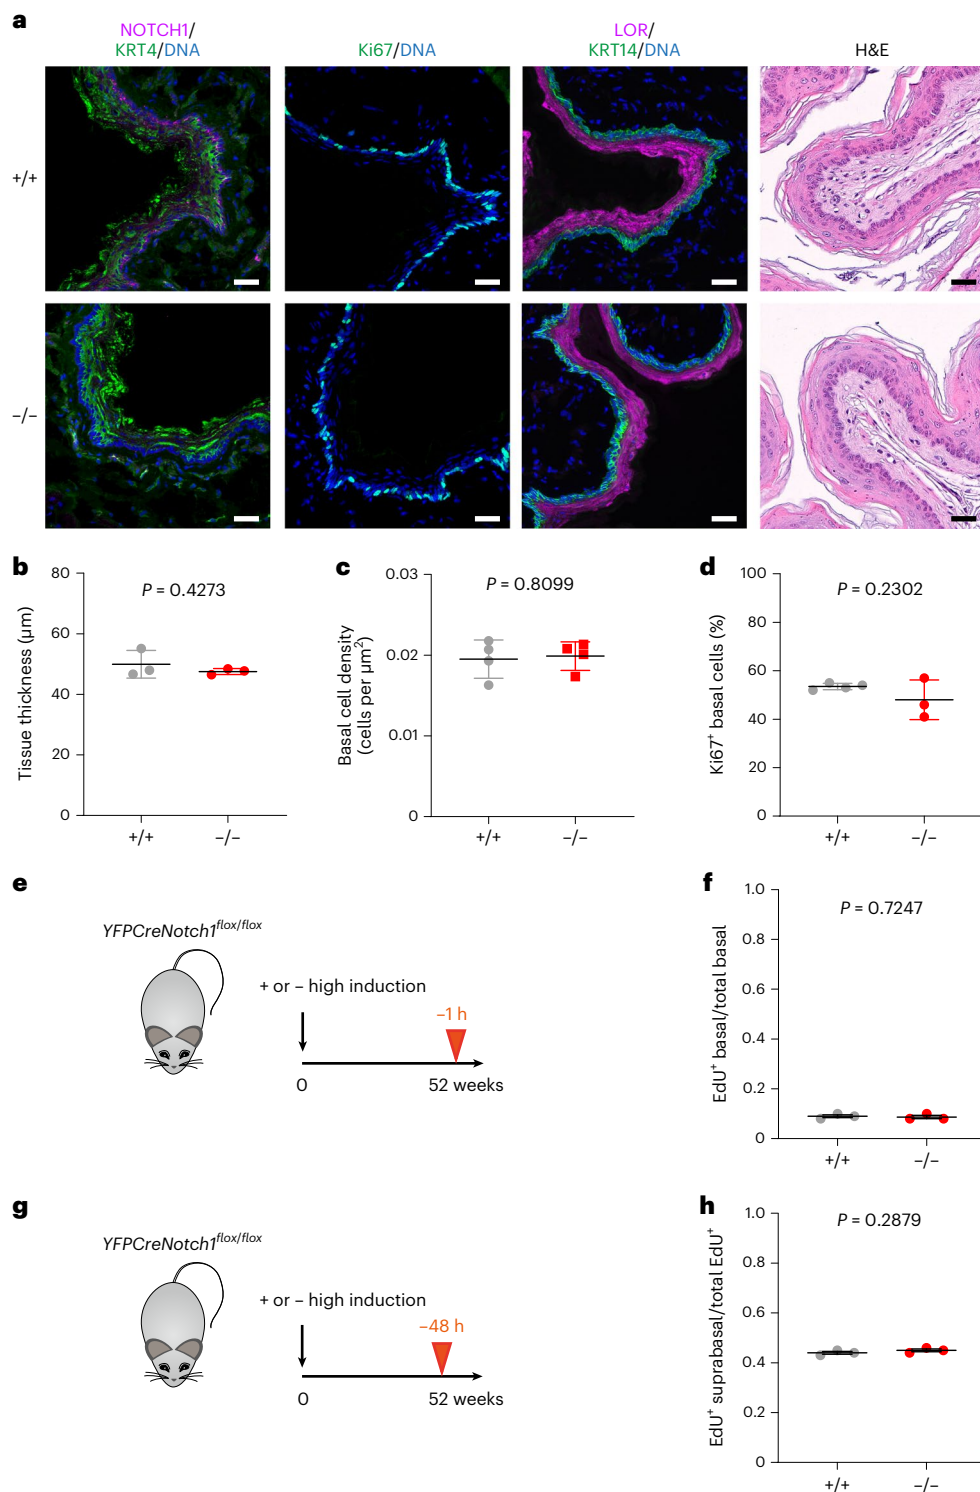 a
NOTCH1/
KRT4/DNA
Ki67/DNA
LOR/
KRT14/DNA
H&E
+/+
−/−
b
Tissue thickness (μm)
80
60
40
20
0
P = 0.4273
+/+
−/−
c
Basal cell density
(cells per μm²)
0.03
0.02
0.01
0
P = 0.8099
+/+
−/−
d
Ki67⁺ basal cells (%)
100
80
60
40
20
0
P = 0.2302
+/+
−/−
e
YFPCreNotch1^flox/flox
+ or − high induction
−1 h
0
52 weeks
f
EdU⁺ basal/total basal
1.0
0.8
0.6
0.4
0.2
0
P = 0.7247
+/+
−/−
g
YFPCreNotch1^flox/flox
+ or − high induction
−48 h
0
52 weeks
h
EdU⁺ suprabasal/total EdU⁺
1.0
0.8
0.6
0.4
0.2
0
P = 0.2879
+/+
−/−